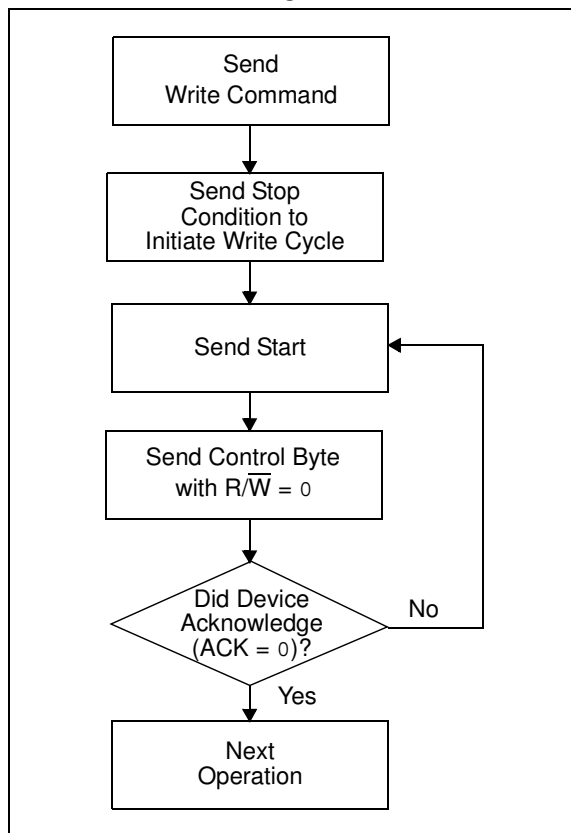 Send
Write Command
Send Stop
Condition to
Initiate Write Cycle
Send Start
Send Control Byte
with R/W̅ = 0
Did Device
Acknowledge
(ACK = 0)?
No
Yes
Next
Operation